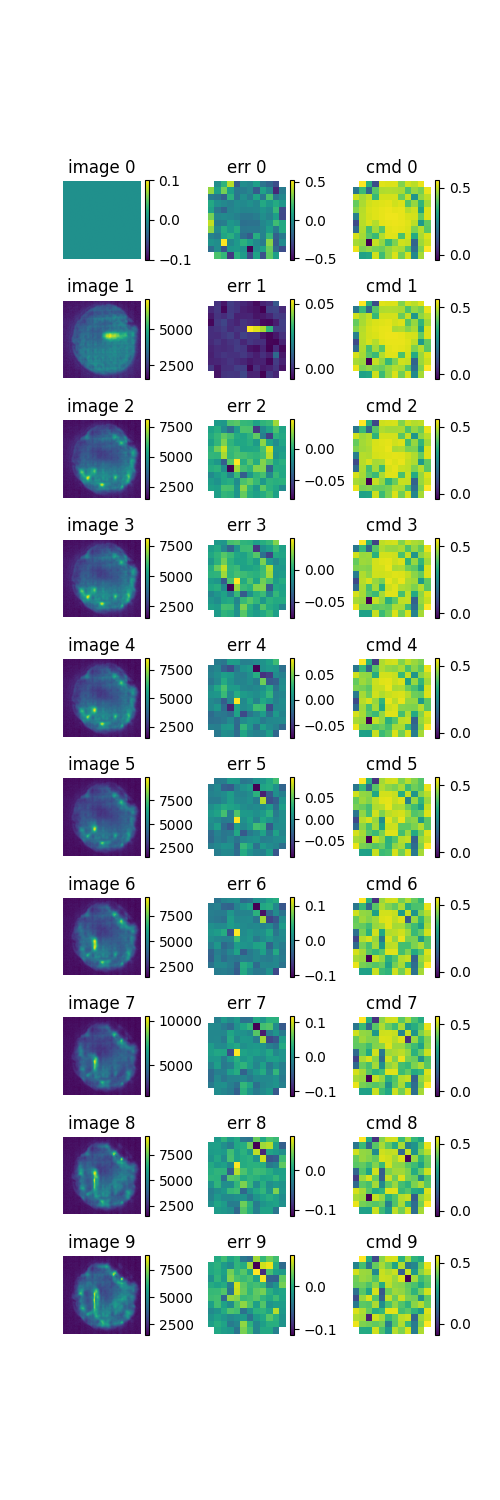 image 0 err 0 cmd 0
0.1 0.5 0.5
0.0 0.0
−0.1 −0.5 0.0
image 1 err 1 cmd 1
0.05 0.5
5000
2500 0.00 0.0
image 2 err 2 cmd 2
7500 0.5
5000 0.00
2500 −0.05 0.0
image 3 err 3 cmd 3
7500 0.5
5000 0.00
2500 −0.05 0.0
image 4 err 4 cmd 4
7500 0.05 0.5
5000 0.00
2500 −0.05 0.0
image 5 err 5 cmd 5
7500 0.05 0.5
5000 0.00
2500 −0.05 0.0
image 6 err 6 cmd 6
7500 0.1 0.5
5000 0.0
2500 −0.1 0.0
image 7 err 7 cmd 7
10000 0.1 0.5
5000 0.0
−0.1 0.0
image 8 err 8 cmd 8
7500 0.5
5000 0.0
2500 −0.1 0.0
image 9 err 9 cmd 9
7500 0.5
5000 0.0
2500 −0.1 0.0